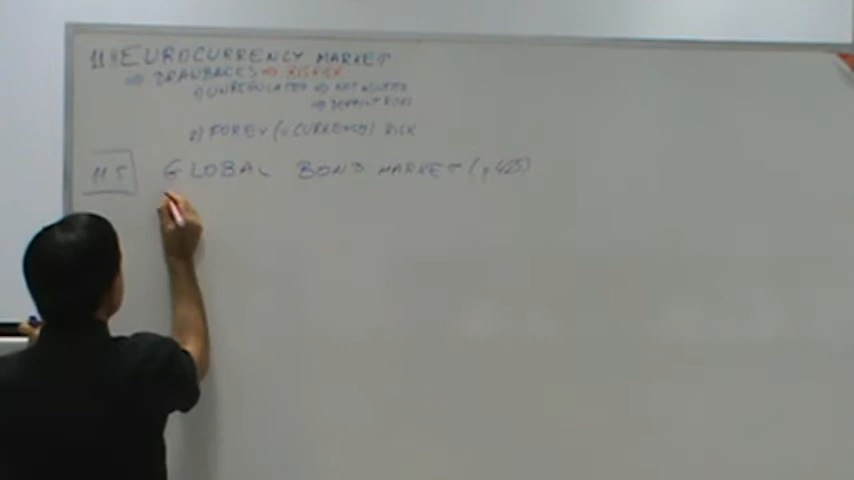 11.4 EUROCURRENCY MARKET
⇒ DRAWBACKS ⇒ RISKIER
1) UNREGULATED ⇒ NOT INSURED
⇒ DEFAULT RISK
2) FOREX (= CURRENCY) RISK
11.5 GLOBAL BOND MARKET (p 425)